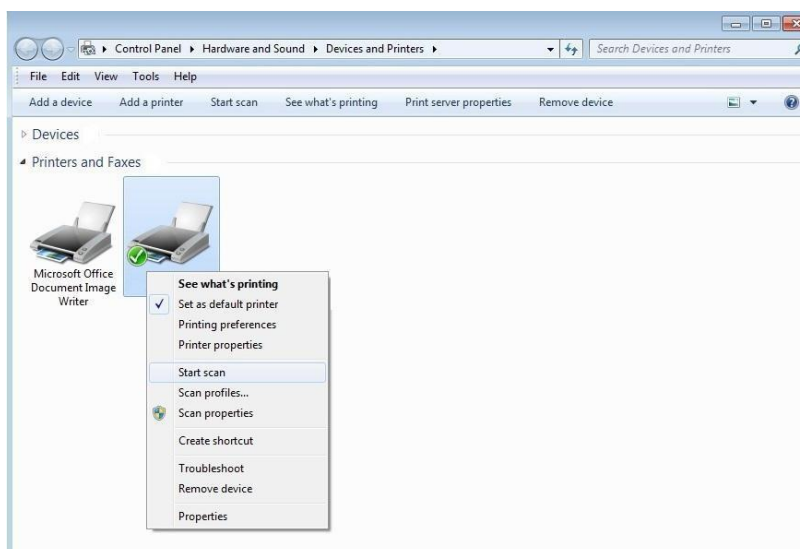 Control Panel Hardware and Sound Devices and Printers
Search Devices and Printers
File Edit View Tools Help
Add a device Add a printer Start scan See what's printing Print server properties Remove device
Devices
Printers and Faxes
Microsoft Office
Document Image
Writer
See what's printing
Set as default printer
Printing preferences
Printer properties
Start scan
Scan profiles...
Scan properties
Create shortcut
Troubleshoot
Remove device
Properties